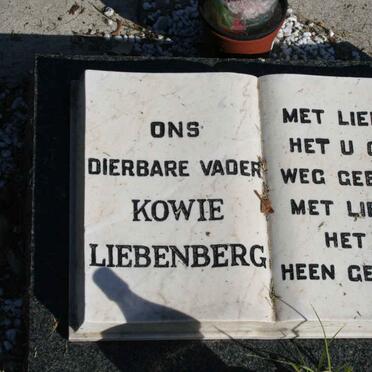 ONS
DIERBARE VADER
KOWIE
LIEBENBERG
MET
HET U
WEG
MET
HET
HEEN